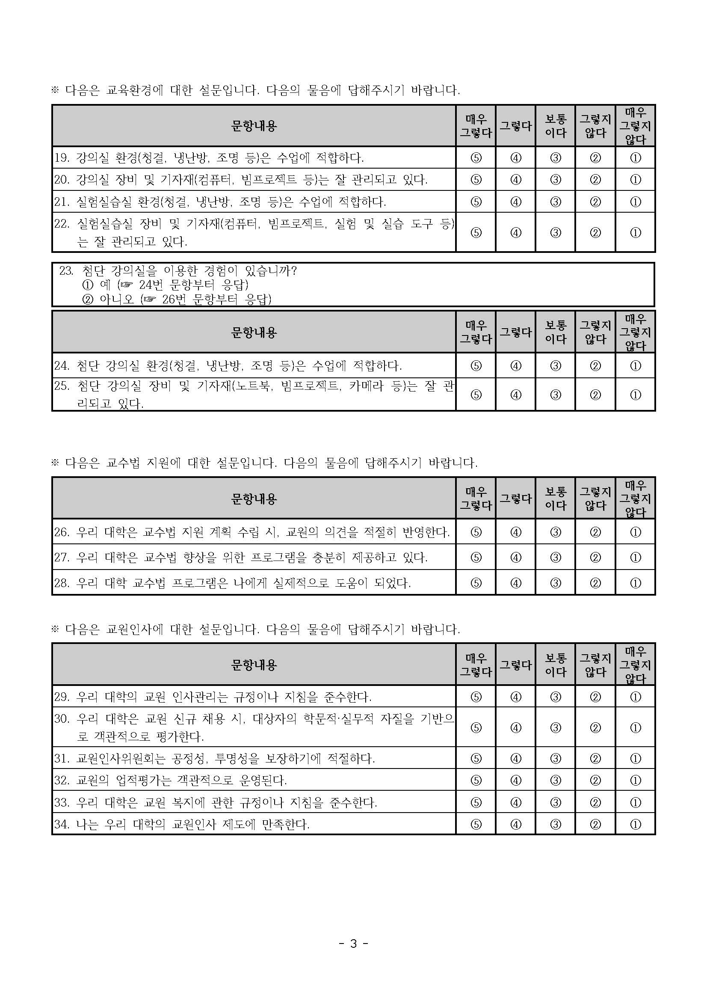 ※ 다음은 교육환경에 대한 설문입니다. 다음의 물음에 답해주시기 바랍니다.
문항내용 매우 그렇다 그렇다 보통 이다 그렇지 않다 매우 그렇지 않다
19. 강의실 환경(청결, 냉난방, 조명 등)은 수업에 적합하다. ⑤ ④ ③ ② ①
20. 강의실 장비 및 기자재(컴퓨터, 빔프로젝트 등)는 잘 관리되고 있다. ⑤ ④ ③ ② ①
21. 실험실습실 환경(청결, 냉난방, 조명 등)은 수업에 적합하다. ⑤ ④ ③ ② ①
22. 실험실습실 장비 및 기자재(컴퓨터, 빔프로젝트, 실험 및 실습 도구 등)
는 잘 관리되고 있다. ⑤ ④ ③ ② ①
23. 첨단 강의실을 이용한 경험이 있습니까?
① 예 (☞ 24번 문항부터 응답)
② 아니오 (☞ 26번 문항부터 응답)
문항내용 매우 그렇다 그렇다 보통 이다 그렇지 않다 매우 그렇지 않다
24. 첨단 강의실 환경(청결, 냉난방, 조명 등)은 수업에 적합하다. ⑤ ④ ③ ② ①
25. 첨단 강의실 장비 및 기자재(노트북, 빔프로젝트, 카메라 등)는 잘 관
리되고 있다. ⑤ ④ ③ ② ①
※ 다음은 교수법 지원에 대한 설문입니다. 다음의 물음에 답해주시기 바랍니다.
문항내용 매우 그렇다 그렇다 보통 이다 그렇지 않다 매우 그렇지 않다
26. 우리 대학은 교수법 지원 계획 수립 시, 교원의 의견을 적절히 반영한다. ⑤ ④ ③ ② ①
27. 우리 대학은 교수법 향상을 위한 프로그램을 충분히 제공하고 있다. ⑤ ④ ③ ② ①
28. 우리 대학 교수법 프로그램은 나에게 실제적으로 도움이 되었다. ⑤ ④ ③ ② ①
※ 다음은 교원인사에 대한 설문입니다. 다음의 물음에 답해주시기 바랍니다.
문항내용 매우 그렇다 그렇다 보통 이다 그렇지 않다 매우 그렇지 않다
29. 우리 대학의 교원 인사관리는 규정이나 지침을 준수한다. ⑤ ④ ③ ② ①
30. 우리 대학은 교원 신규 채용 시, 대상자의 학문적·실무적 자질을 기반으
로 객관적으로 평가한다. ⑤ ④ ③ ② ①
31. 교원인사위원회는 공정성, 투명성을 보장하기에 적절하다. ⑤ ④ ③ ② ①
32. 교원의 업적평가는 객관적으로 운영된다. ⑤ ④ ③ ② ①
33. 우리 대학은 교원 복지에 관한 규정이나 지침을 준수한다. ⑤ ④ ③ ② ①
34. 나는 우리 대학의 교원인사 제도에 만족한다. ⑤ ④ ③ ② ①
- 3 -